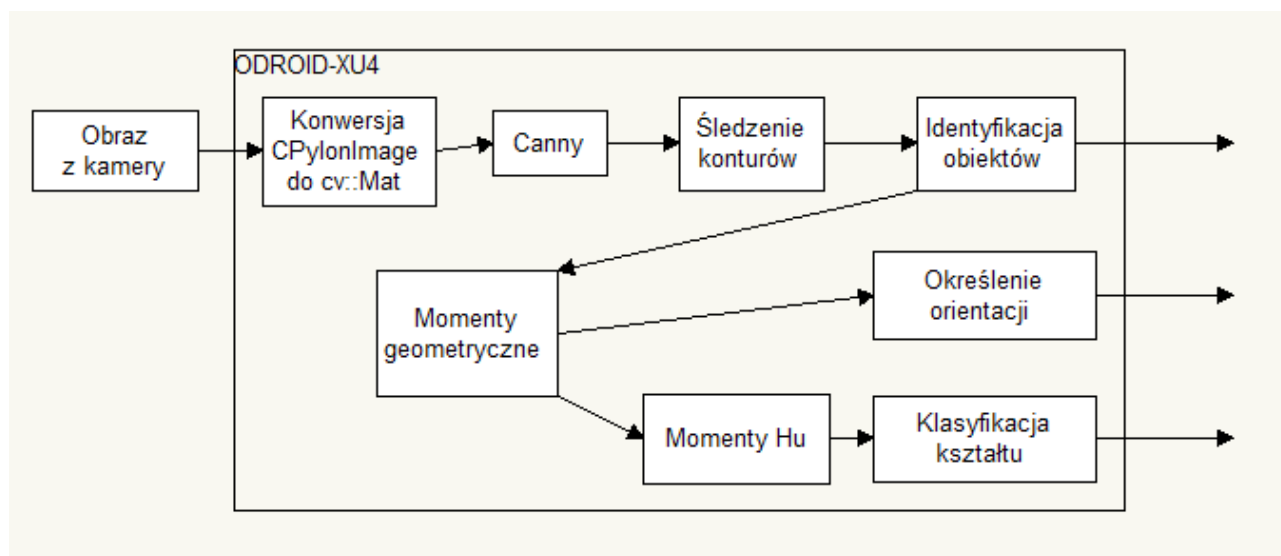 ODROID-XU4
Obraz
z kamery
Konwersja
CPylonImage
do cv::Mat
Canny
Śledzenie
konturów
Identyfikacja
obiektów
Momenty
geometryczne
Określenie
orientacji
Momenty Hu
Klasyfikacja
kształtu